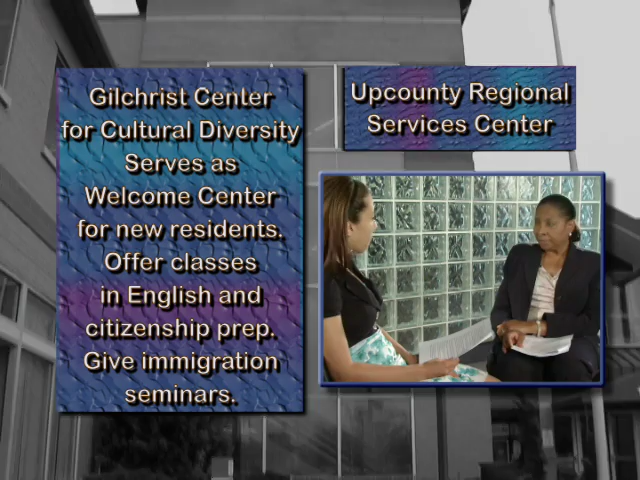 Gilchrist Center
for Cultural Diversity
Serves as
Welcome Center
for new residents.
Offer classes
in English and
citizenship prep.
Give immigration
seminars.
Upcounty Regional
Services Center